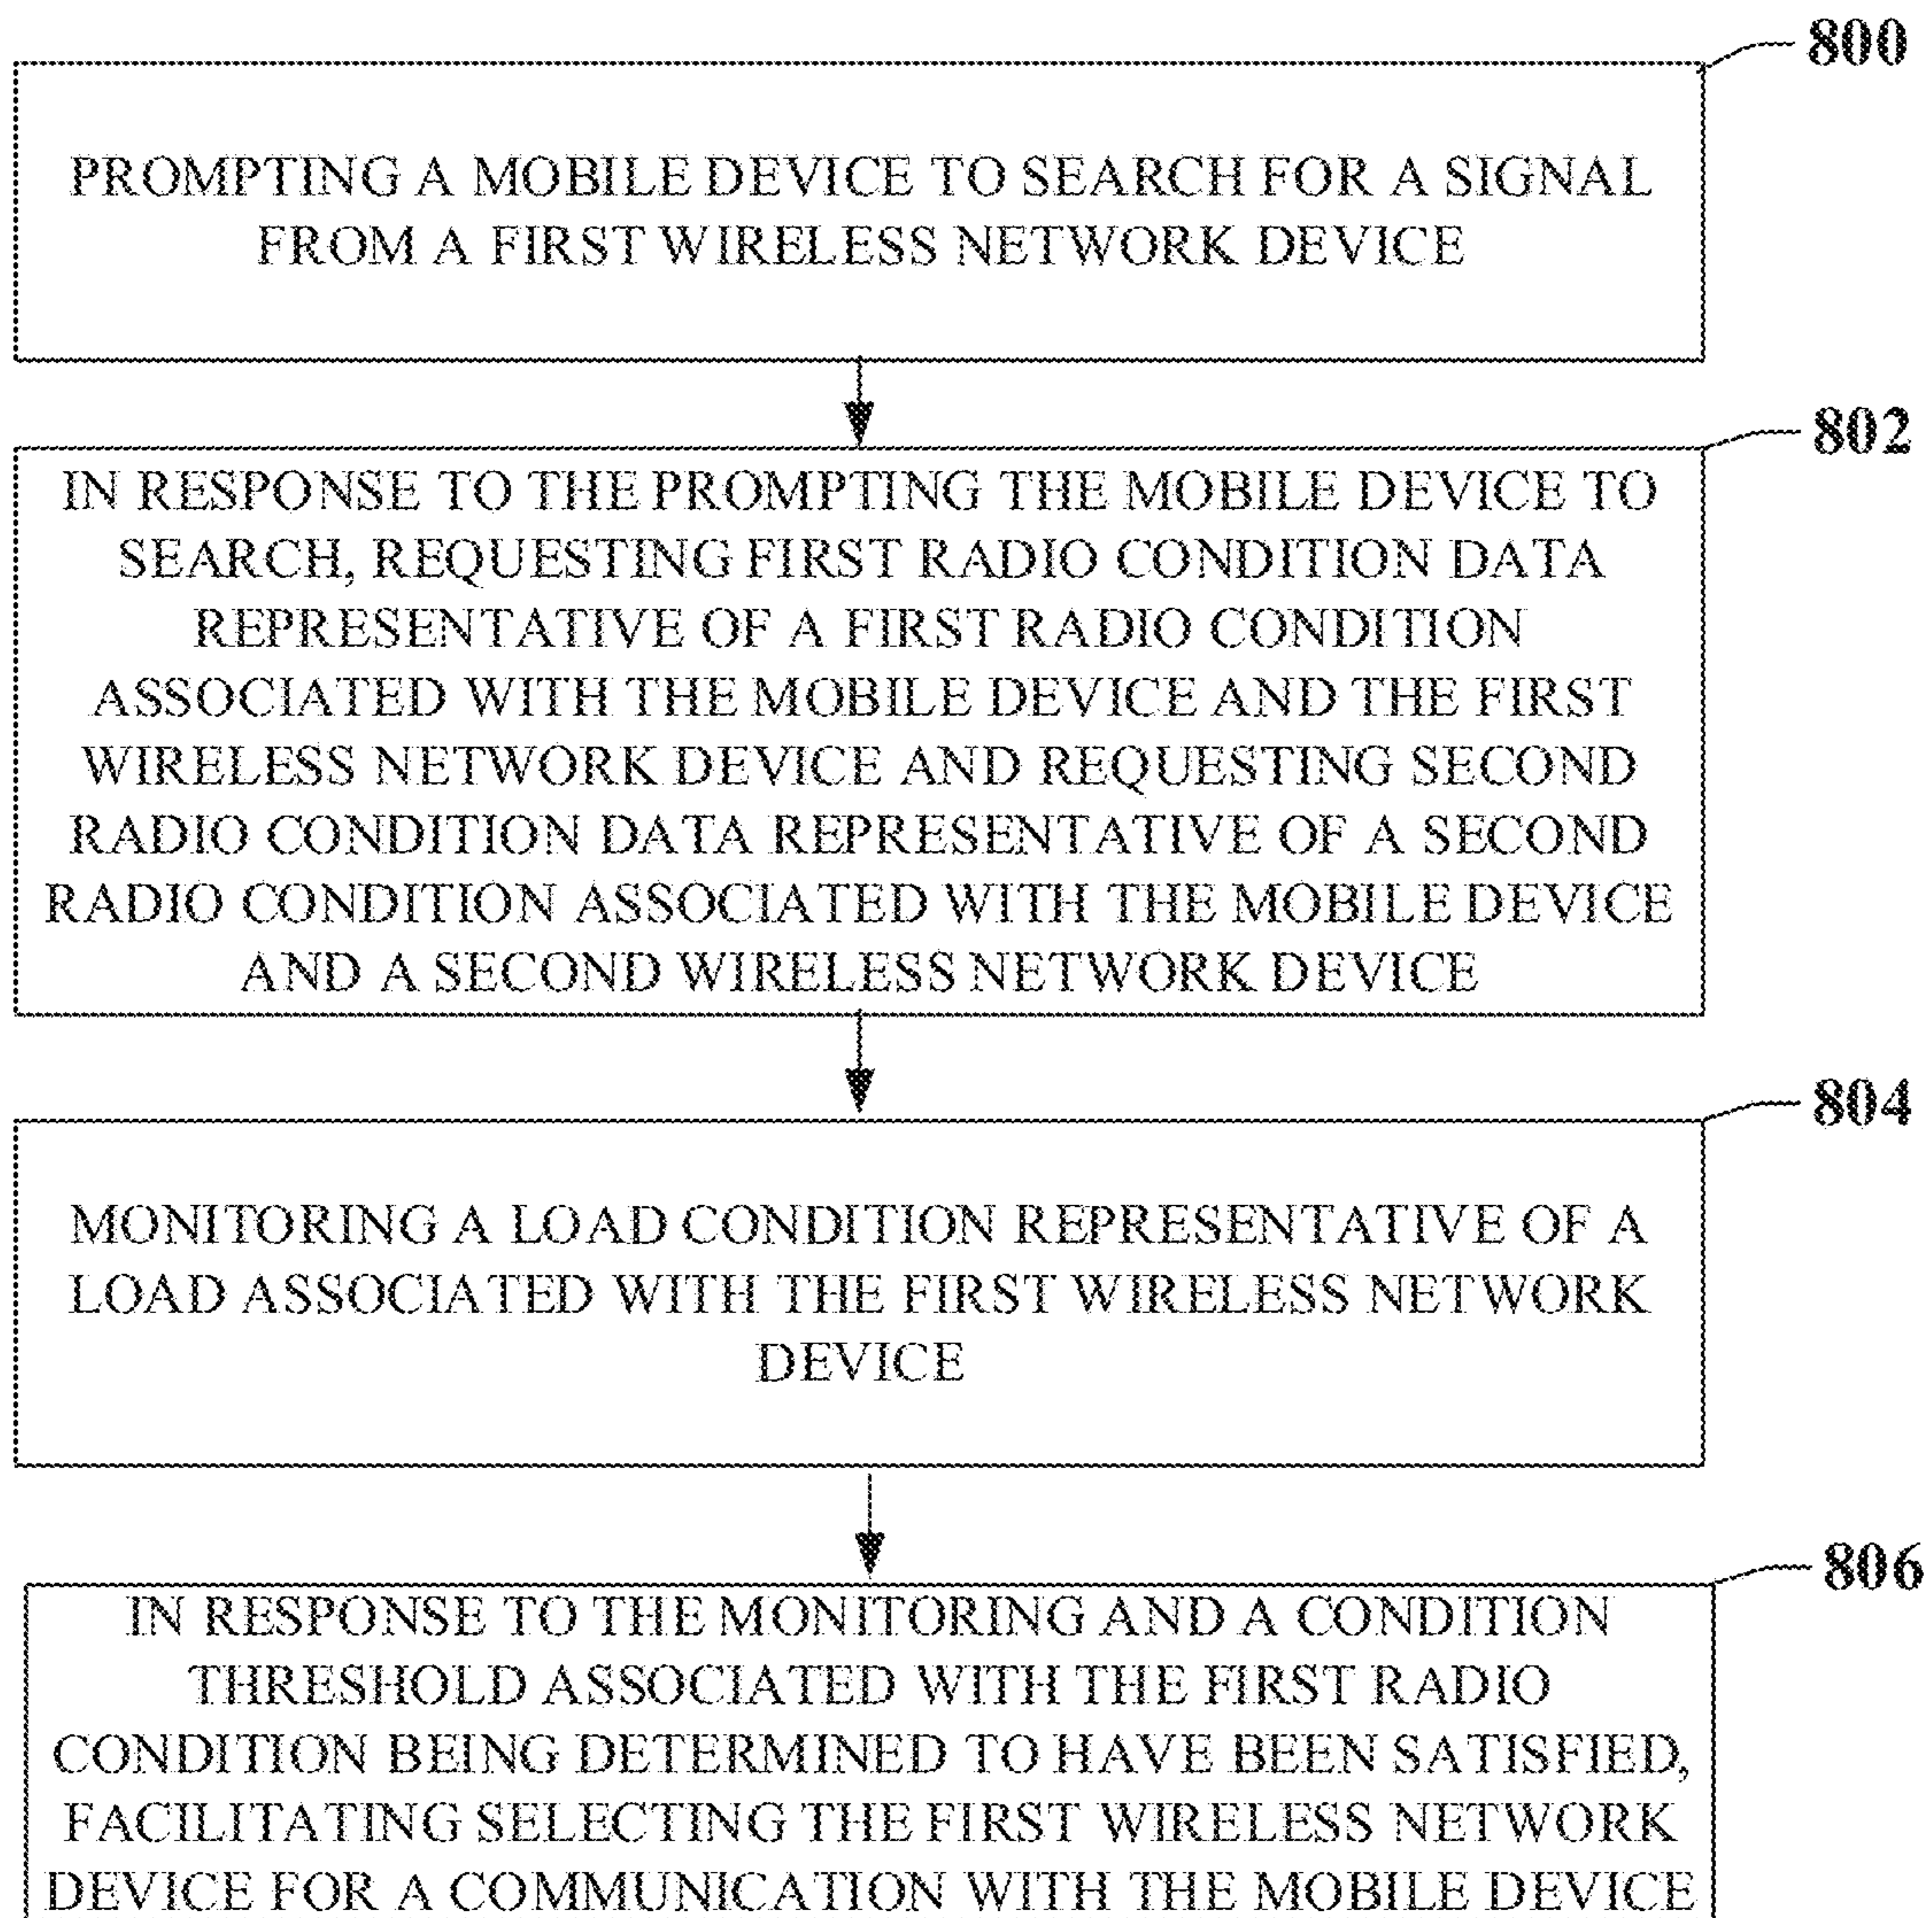 800
PROMPTING A MOBILE DEVICE TO SEARCH FOR A SIGNAL
FROM A FIRST WIRELESS NETWORK DEVICE
802
IN RESPONSE TO THE PROMPTING THE MOBILE DEVICE TO
SEARCH, REQUESTING FIRST RADIO CONDITION DATA
REPRESENTATIVE OF A FIRST RADIO CONDITION
ASSOCIATED WITH THE MOBILE DEVICE AND THE FIRST
WIRELESS NETWORK DEVICE AND REQUESTING SECOND
RADIO CONDITION DATA REPRESENTATIVE OF A SECOND
RADIO CONDITION ASSOCIATED WITH THE MOBILE DEVICE
AND A SECOND WIRELESS NETWORK DEVICE
804
MONITORING A LOAD CONDITION REPRESENTATIVE OF A
LOAD ASSOCIATED WITH THE FIRST WIRELESS NETWORK
DEVICE
806
IN RESPONSE TO THE MONITORING AND A CONDITION
THRESHOLD ASSOCIATED WITH THE FIRST RADIO
CONDITION BEING DETERMINED TO HAVE BEEN SATISFIED,
FACILITATING SELECTING THE FIRST WIRELESS NETWORK
DEVICE FOR A COMMUNICATION WITH THE MOBILE DEVICE